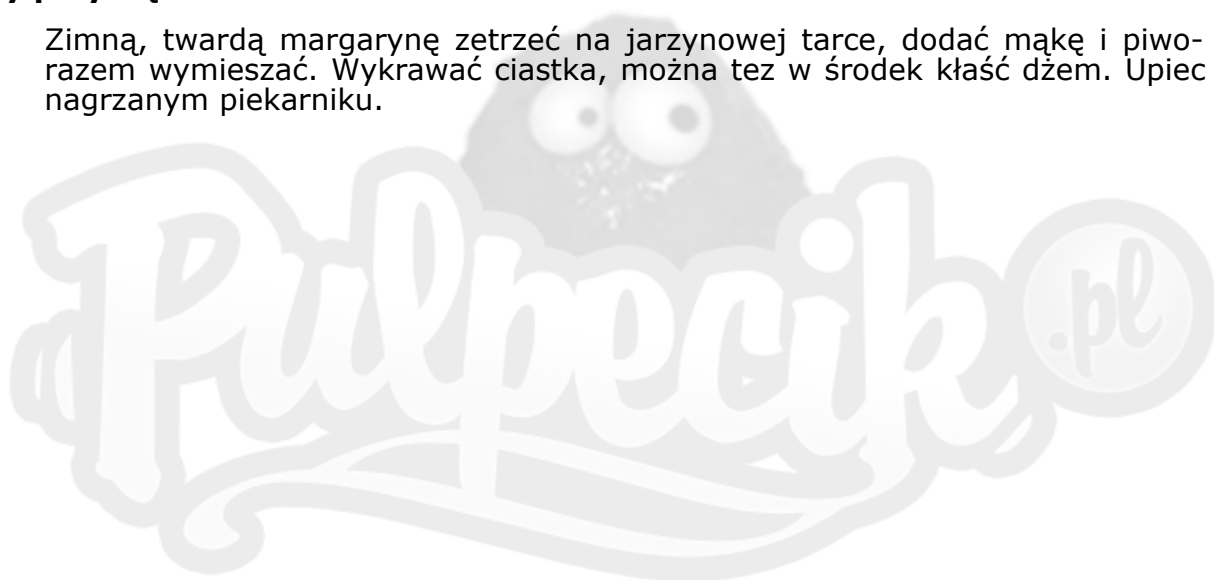 Zimną, twardą margarynę zetrzeć na jarzynowej tarce, dodać mąkę i piwo-
razem wymieszać. Wykrawać ciastka, można tez w środek kłaść dżem. Upiec
nagrzanym piekarniku.
Pulpecik.pl